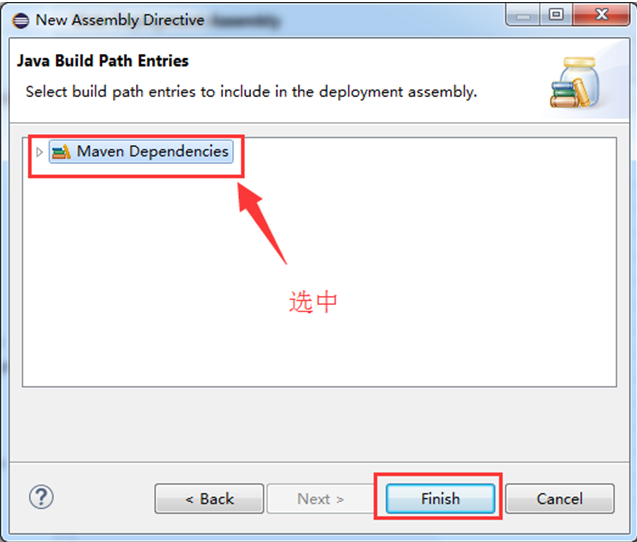 New Assembly Directive
Java Build Path Entries
Select build path entries to include in the deployment assembly.
Maven Dependencies
选中
?
< Back
Next >
Finish
Cancel